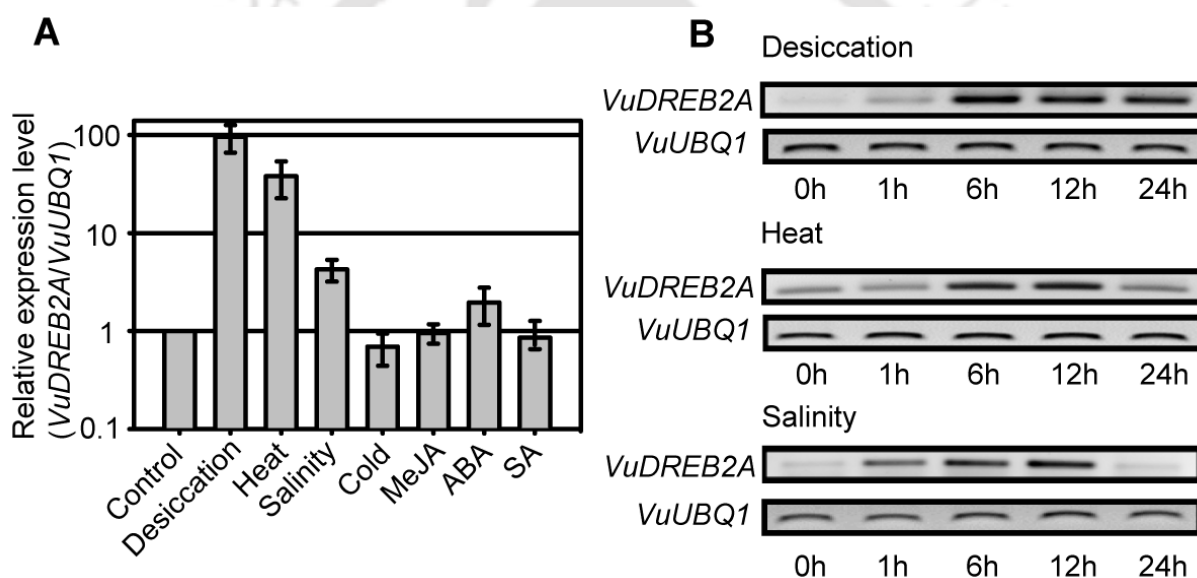 A
Relative expression level
(VuDREB2A/VuUBQ1)
100
10
1
0.1
Control
Desiccation
Heat
Salinity
Cold
MeJA
ABA
SA
B
Desiccation
VuDREB2A
VuUBQ1
0h 1h 6h 12h 24h
Heat
VuDREB2A
VuUBQ1
0h 1h 6h 12h 24h
Salinity
VuDREB2A
VuUBQ1
0h 1h 6h 12h 24h